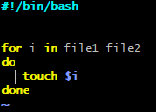 #!/bin/bash
for i in file1 file2
do
    touch $i
done
~